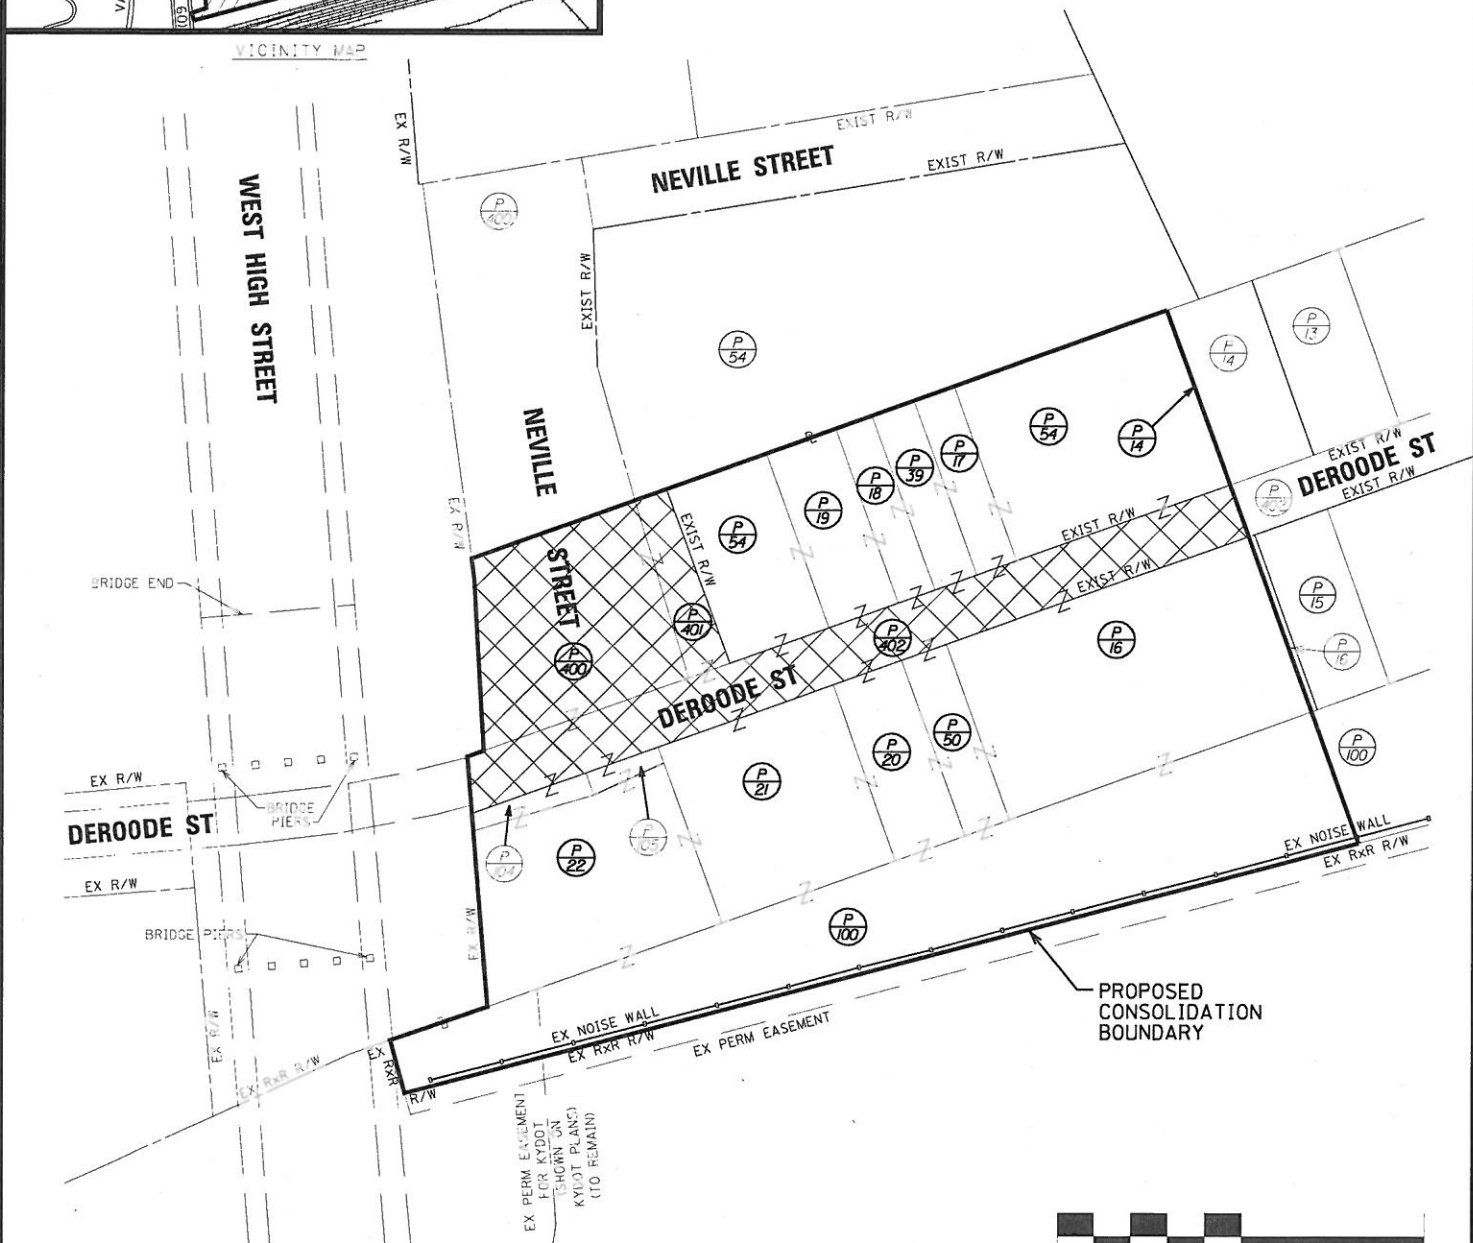 VICINITY MAP
EX R/W
EXIST R/W
NEVILLE STREET
EXIST R/W
WEST HIGH STREET
P 400
EXIST R/W
P 54
P 14
P 13
NEVILLE
STREET
EX R/W
P 54
P 14
P 17
P 39
P 18
P 19
P 54
EXIST R/W
EXIST R/W
EXIST R/W
EXIST R/W
DEROODE ST
EXIST R/W
P 402
BRIDGE END
P 401
P 400
P 402
P 16
P 15
P 16
DEROODE ST
P 50
P 20
P 21
P 100
EX R/W
BRIDGE
PIERS
DEROODE ST
EX R/W
P 104
P 22
P 105
EX NOISE WALL
EX RxR R/W
BRIDGE PIERS
EX R/W
P 100
EX R/W
PROPOSED
CONSOLIDATION
BOUNDARY
EX NOISE WALL
EX RxR R/W
EX PERM EASEMENT
EX RxR R/W
EX RxR
R/W
EX PERM EASEMENT
FOR KYDOT
(SHOWN ON
KYDOT PLANS)
(TO REMAIN)